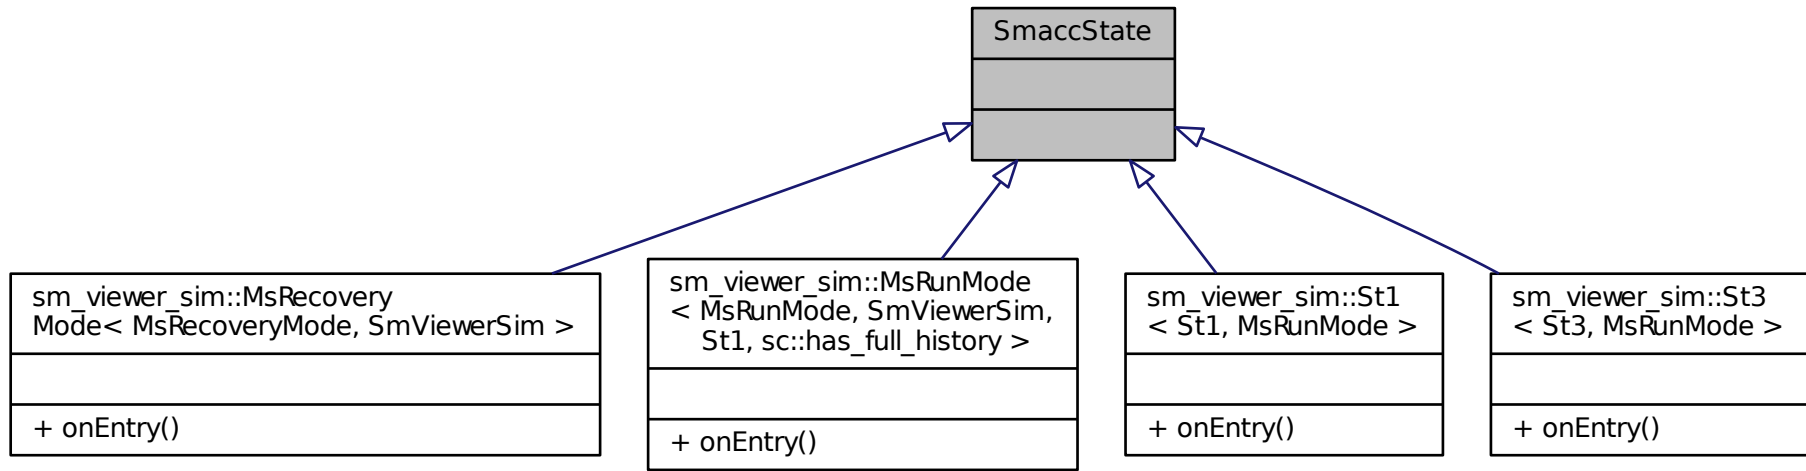 SmaccState
sm_viewer_sim::MsRecovery
Mode< MsRecoveryMode, SmViewerSim >
+ onEntry()
sm_viewer_sim::MsRunMode
< MsRunMode, SmViewerSim,
St1, sc::has_full_history >
+ onEntry()
sm_viewer_sim::St1
< St1, MsRunMode >
+ onEntry()
sm_viewer_sim::St3
< St3, MsRunMode >
+ onEntry()